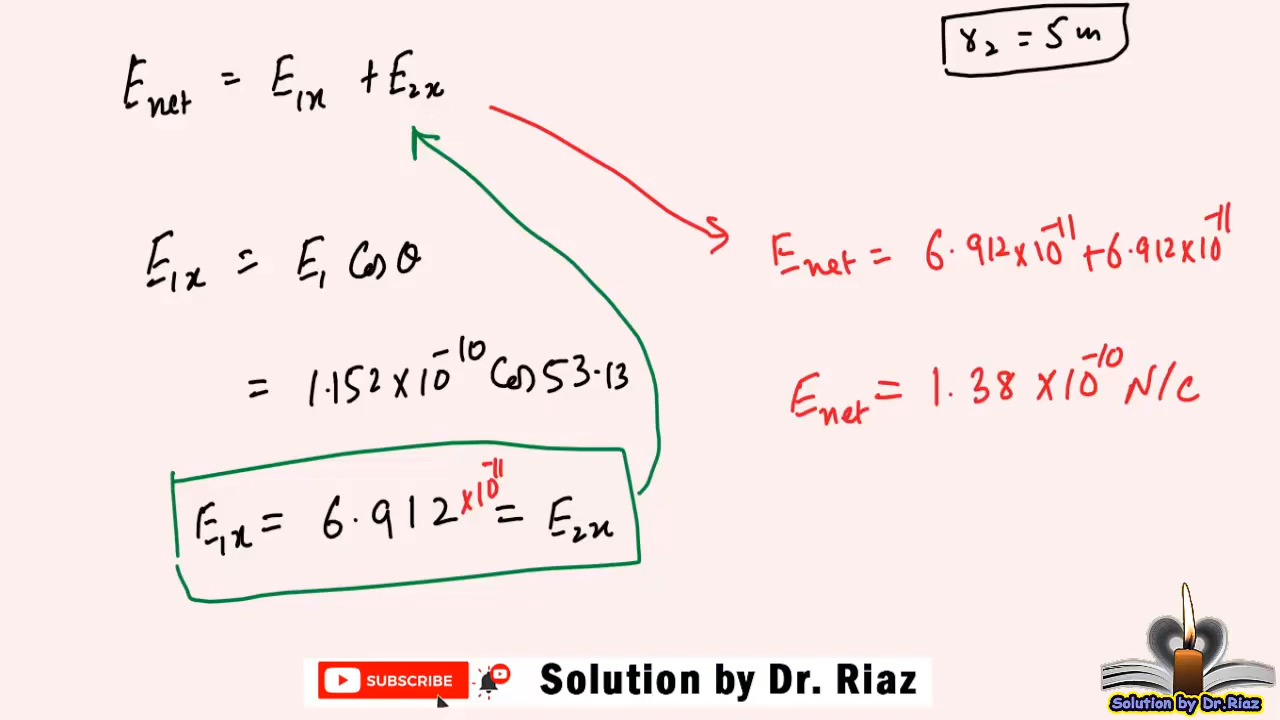 r₂ = 5m
E_net = E_1x + E_2x
E_net = 6.912×10⁻¹¹ + 6.912×10⁻¹¹
E_1x = E₁ Cos θ
= 1.152×10⁻¹⁰ Cos 53.13
E_net = 1.38 ×10⁻¹⁰ N/C
E_1x = 6.912 ×10⁻¹¹ = E_2x
SUBSCRIBE
Solution by Dr. Riaz
Solution by Dr.Riaz